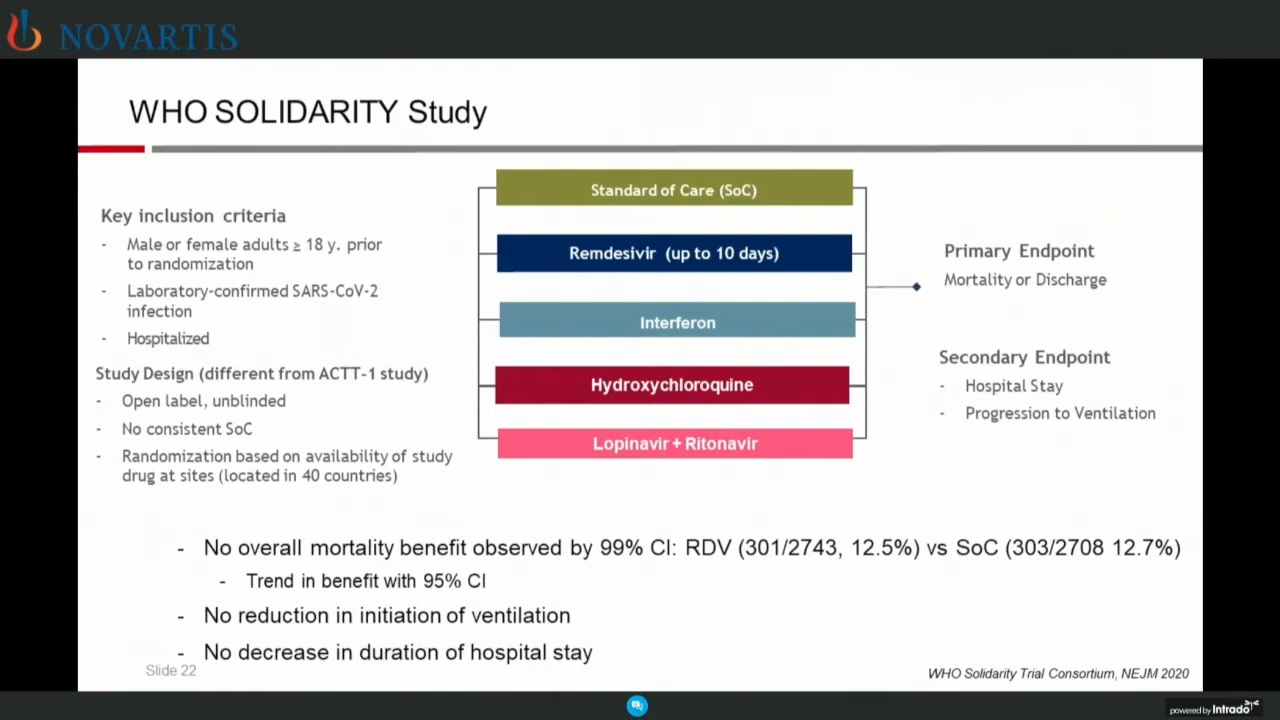 NOVARTIS
WHO SOLIDARITY Study
Key inclusion criteria
- Male or female adults ≥ 18 y. prior
to randomization
- Laboratory-confirmed SARS-CoV-2
infection
- Hospitalized
Study Design (different from ACTT-1 study)
- Open label, unblinded
- No consistent SoC
- Randomization based on availability of study
drug at sites (located in 40 countries)
Standard of Care (SoC)
Remdesivir (up to 10 days)
Interferon
Hydroxychloroquine
Lopinavir + Ritonavir
Primary Endpoint
Mortality or Discharge
Secondary Endpoint
- Hospital Stay
- Progression to Ventilation
- No overall mortality benefit observed by 99% CI: RDV (301/2743, 12.5%) vs SoC (303/2708 12.7%)
- Trend in benefit with 95% CI
- No reduction in initiation of ventilation
- No decrease in duration of hospital stay
Slide 22
WHO Solidarity Trial Consortium, NEJM 2020
powered by Intrado